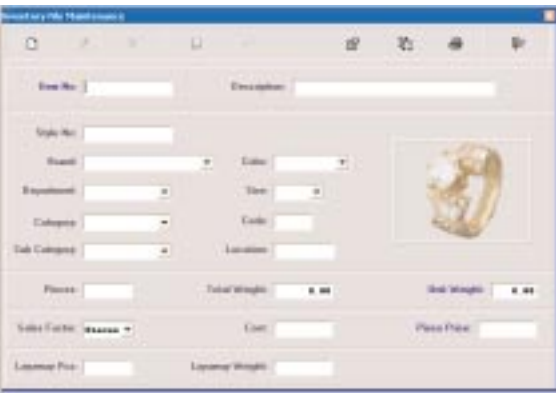 Inventory File Maintenance
Item No: Description:
Style No:
Brand: Color:
Department: Size:
Category: Code:
Sub Category: Location:
Pieces: Total Weight: 0.00 Unit Weight: 0.00
Sales Factor: Cost: Piece Price:
Layaway Pcs: Layaway Weight: